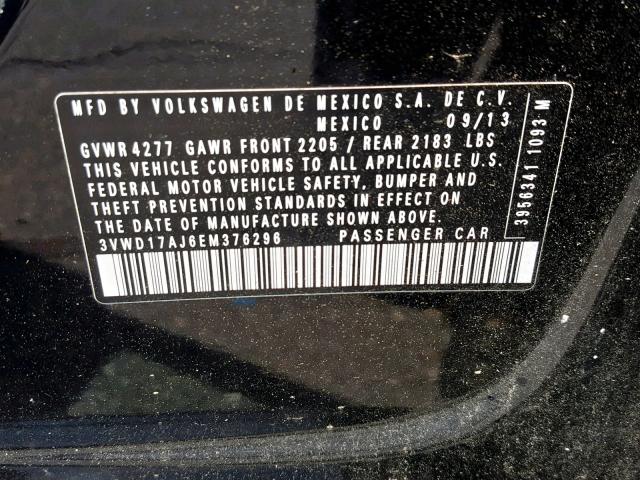 MFD BY VOLKSWAGEN DE MEXICO S.A. DE C.V.
MEXICO 09/13
GVWR 4277 GAWR FRONT 2205 / REAR 2183 LBS
THIS VEHICLE CONFORMS TO ALL APPLICABLE U.S.
FEDERAL MOTOR VEHICLE SAFETY, BUMPER AND
THEFT PREVENTION STANDARDS IN EFFECT ON
THE DATE OF MANUFACTURE SHOWN ABOVE.
3VWD17AJ6EM376296 PASSENGER CAR
3956341 1093 M